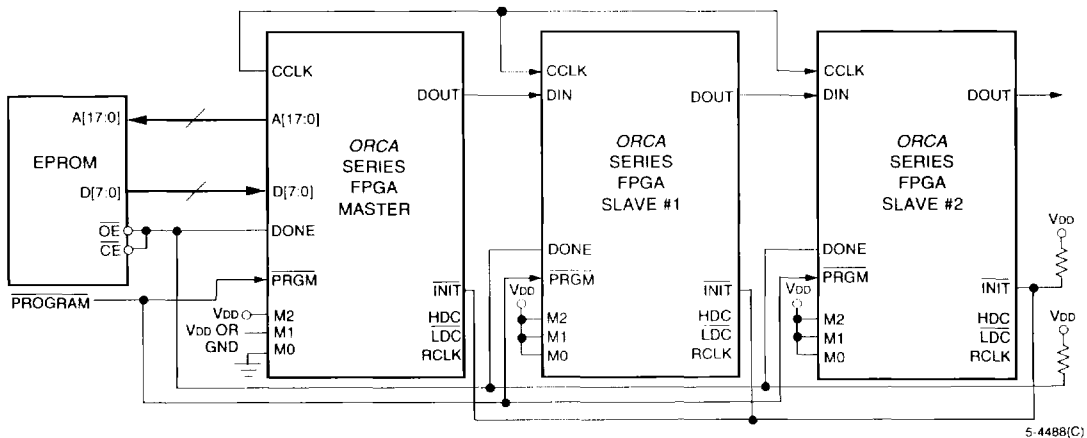 EPROM
A[17:0]
D[7:0]
OE
CE
PROGRAM
CCLK
DOUT
A[17:0]
D[7:0]
DONE
PRGM
INIT
VDD
M2
VDD OR
M1
GND
M0
HDC
LDC
RCLK
ORCA
SERIES
FPGA
MASTER
CCLK
DIN
DOUT
ORCA
SERIES
FPGA
SLAVE #1
DONE
PRGM
VDD
INIT
M2
M1
M0
HDC
LDC
RCLK
CCLK
DIN
DOUT
ORCA
SERIES
FPGA
SLAVE #2
DONE
PRGM
VDD
INIT
M2
M1
M0
HDC
LDC
RCLK
VDD
VDD
5-4488(C)